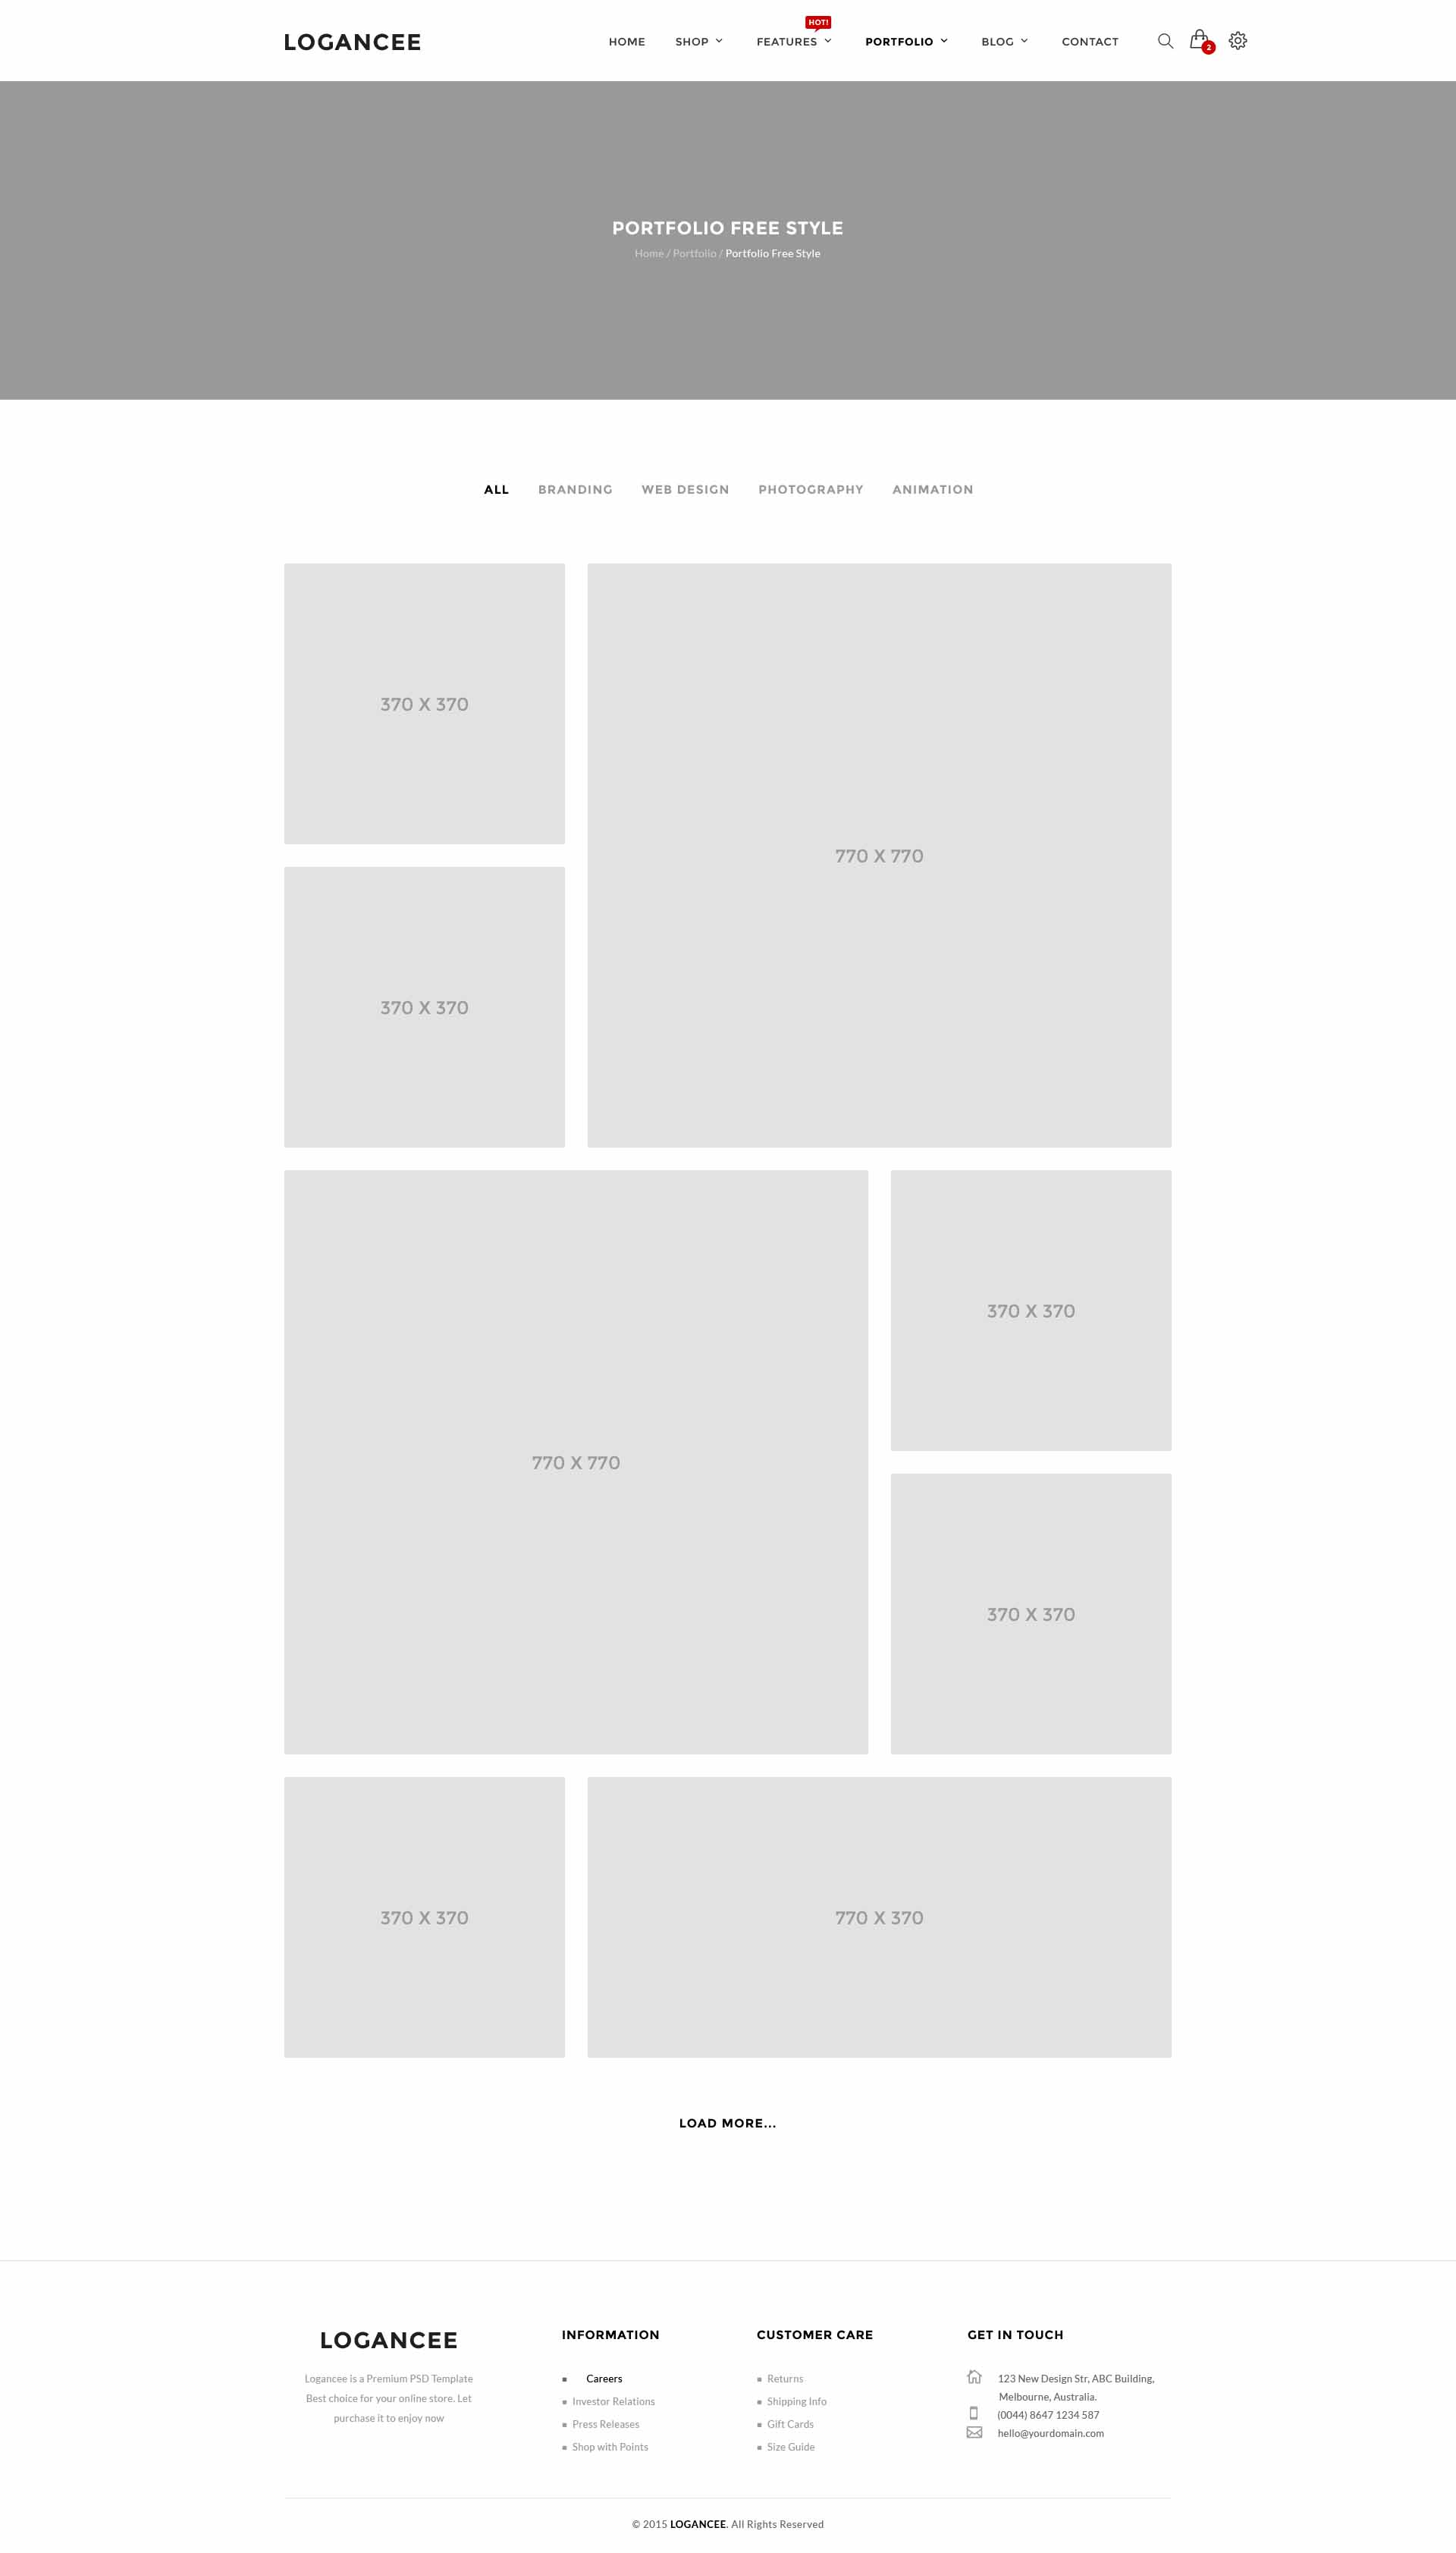 LOGANCEE
HOME SHOP FEATURES HOT! PORTFOLIO BLOG CONTACT 2
PORTFOLIO FREE STYLE
Home / Portfolio / Portfolio Free Style
ALL BRANDING WEB DESIGN PHOTOGRAPHY ANIMATION
370 X 370
770 X 770
370 X 370
770 X 770
370 X 370
370 X 370
370 X 370
770 X 370
LOAD MORE...
LOGANCEE
Logancee is a Premium PSD Template
Best choice for your online store. Let
purchase it to enjoy now
INFORMATION
Careers
Investor Relations
Press Releases
Shop with Points
CUSTOMER CARE
Returns
Shipping Info
Gift Cards
Size Guide
GET IN TOUCH
123 New Design Str, ABC Building,
Melbourne, Australia.
(0044) 8647 1234 587
hello@yourdomain.com
© 2015 LOGANCEE. All Rights Reserved